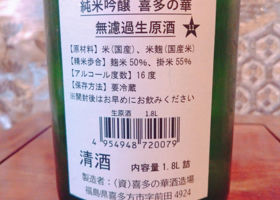 純米吟醸 喜多の華
無濾過生原酒
【原材料】米(国産)、米麹(国産米)
【精米歩合】麹米50%、掛米55%
【アルコール度数】16度
【保存方法】要冷蔵
※開封後はお早めにお飲みください
生原酒 1.8L
4 954948 720079
清酒 内容量 1.8L詰
製造者:(資)喜多の華酒造場
福島県喜多方市字前田 4924